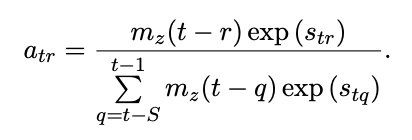 a_{tr} = \frac{m_z(t-r)\exp(s_{tr})}{\sum_{q=t-S}^{t-1} m_z(t-q)\exp(s_{tq})}.